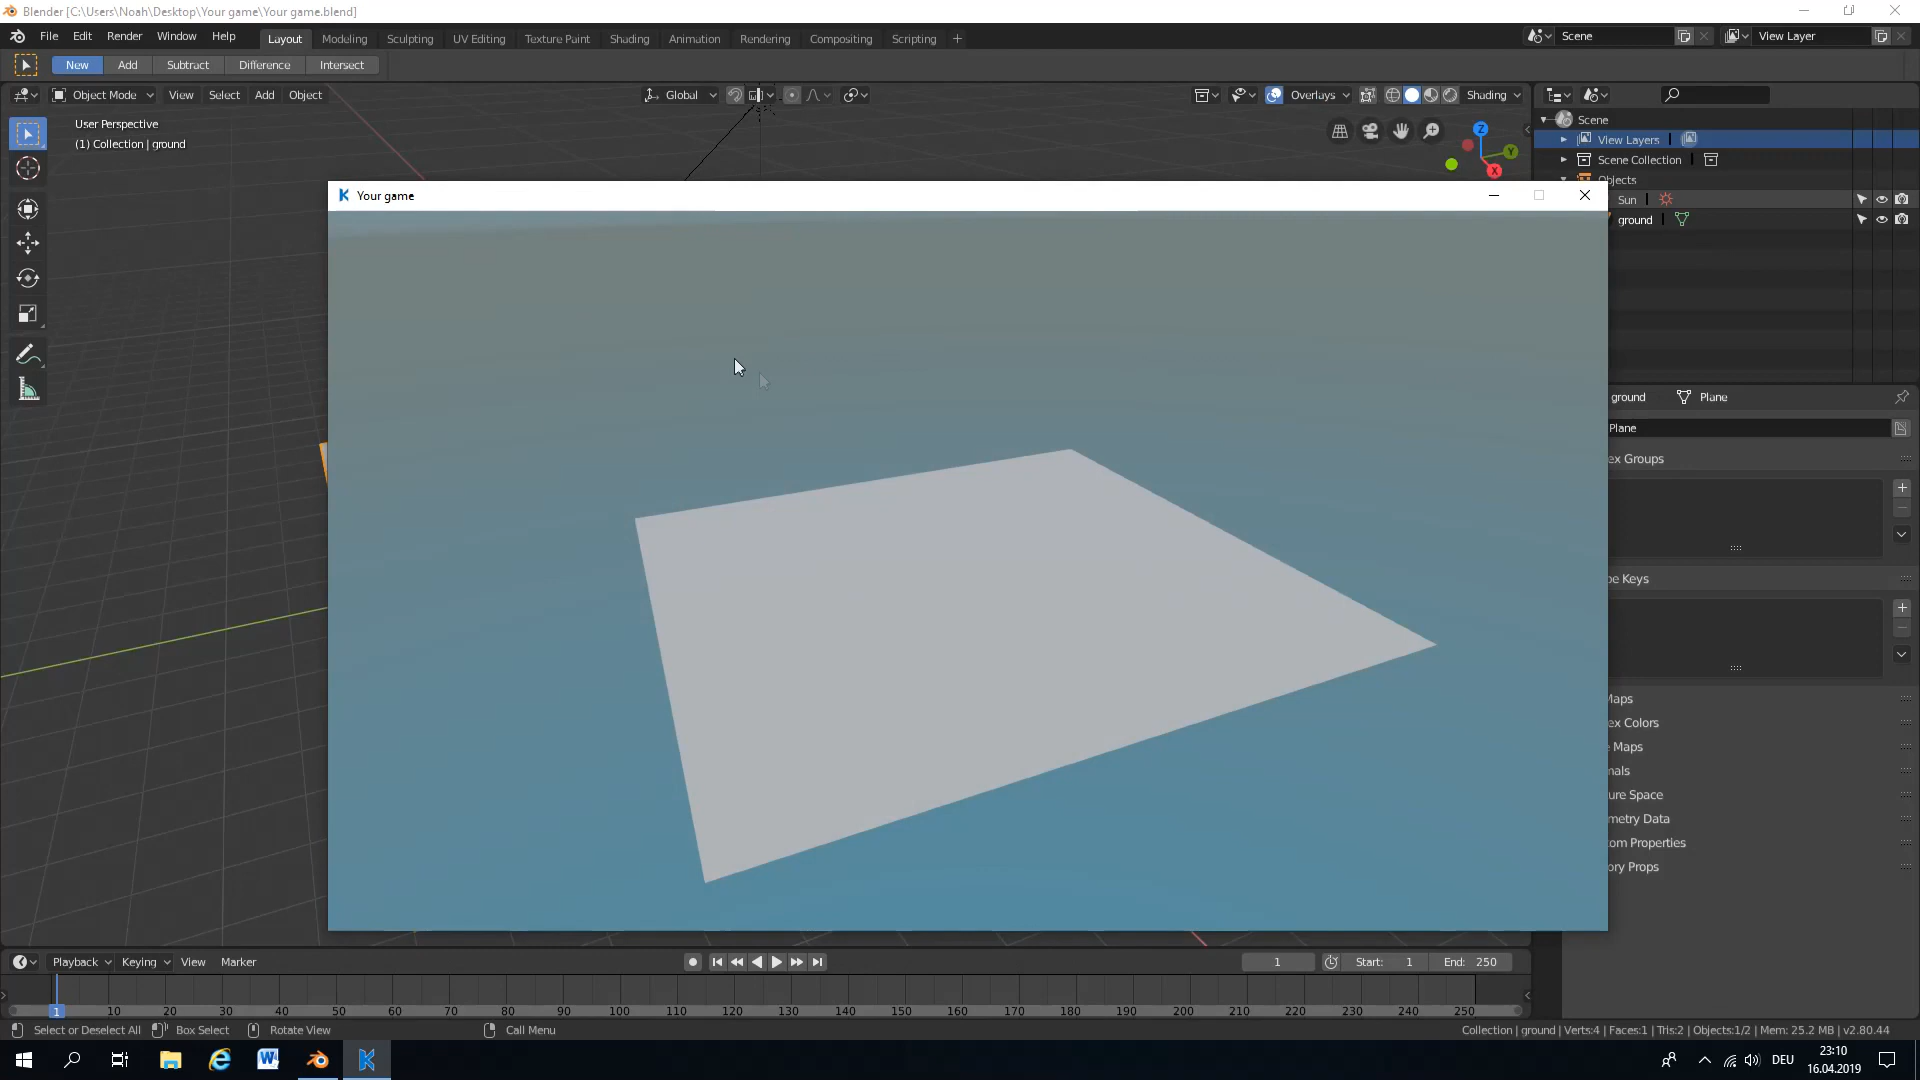 Blender [C:\Users\Noah\Desktop\Your game\Your game.blend]
File Edit Render Window Help Layout Modeling Sculpting UV Editing Texture Paint Shading Animation Rendering Compositing Scripting + Scene View Layer
New Add Subtract Difference Intersect
Object Mode View Select Add Object Global Overlays Shading
User Perspective
(1) Collection | ground
Z
Y
X
Scene
View Layers
Scene Collection
Objects
Sun
ground
Your game
ground Plane
Plane
ex Groups
pe Keys
Maps
ex Colors
e Maps
mals
ure Space
metry Data
om Properties
ory Props
Playback Keying View Marker 1 Start: 1 End: 250
1 10 20 30 40 50 60 70 80 90 100 110 120 130 140 150 160 170 180 190 200 210 220 230 240 250
Select or Deselect All Box Select Rotate View Call Menu Collection | ground | Verts:4 | Faces:1 | Tris:2 | Objects:1/2 | Mem: 25.2 MB | v2.80.44
DEU 23:10
16.04.2019